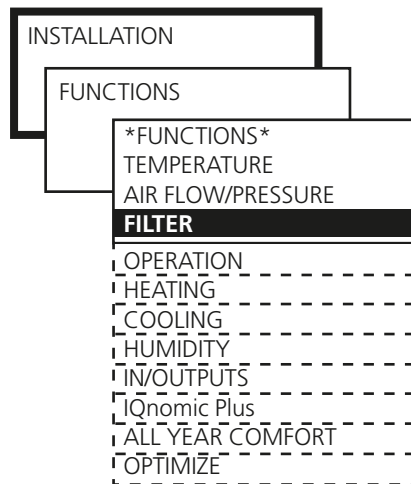 INSTALLATION
FUNCTIONS
*FUNCTIONS*
TEMPERATURE
AIR FLOW/PRESSURE
FILTER
OPERATION
HEATING
COOLING
HUMIDITY
IN/OUTPUTS
IQnomic Plus
ALL YEAR COMFORT
OPTIMIZE